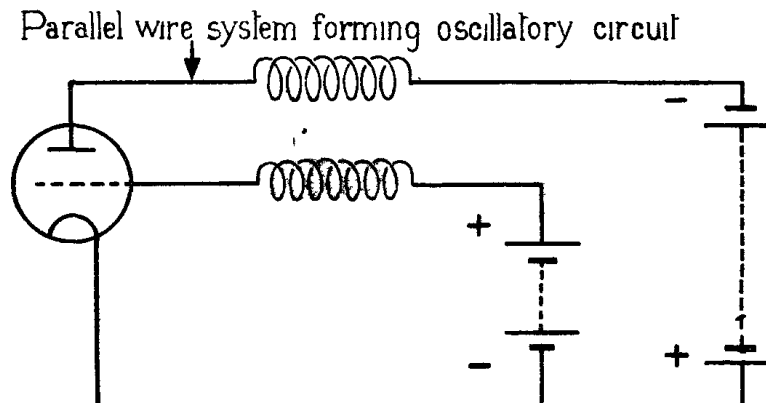 Parallel wire system forming oscillatory circuit
-
+
-
+